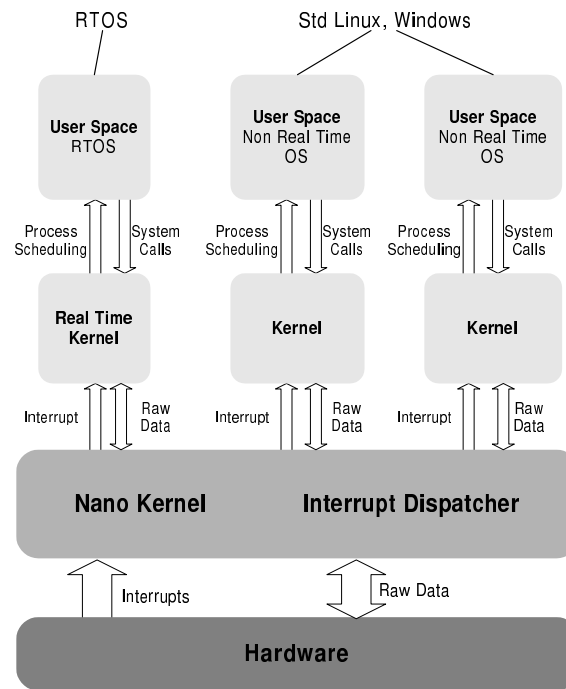 RTOS
Std Linux, Windows
User Space
RTOS
User Space
Non Real Time
OS
User Space
Non Real Time
OS
Process
Scheduling
System
Calls
Process
Scheduling
System
Calls
Process
Scheduling
System
Calls
Real Time
Kernel
Kernel
Kernel
Interrupt
Raw
Data
Interrupt
Raw
Data
Interrupt
Raw
Data
Nano Kernel
Interrupt Dispatcher
Interrupts
Raw Data
Hardware